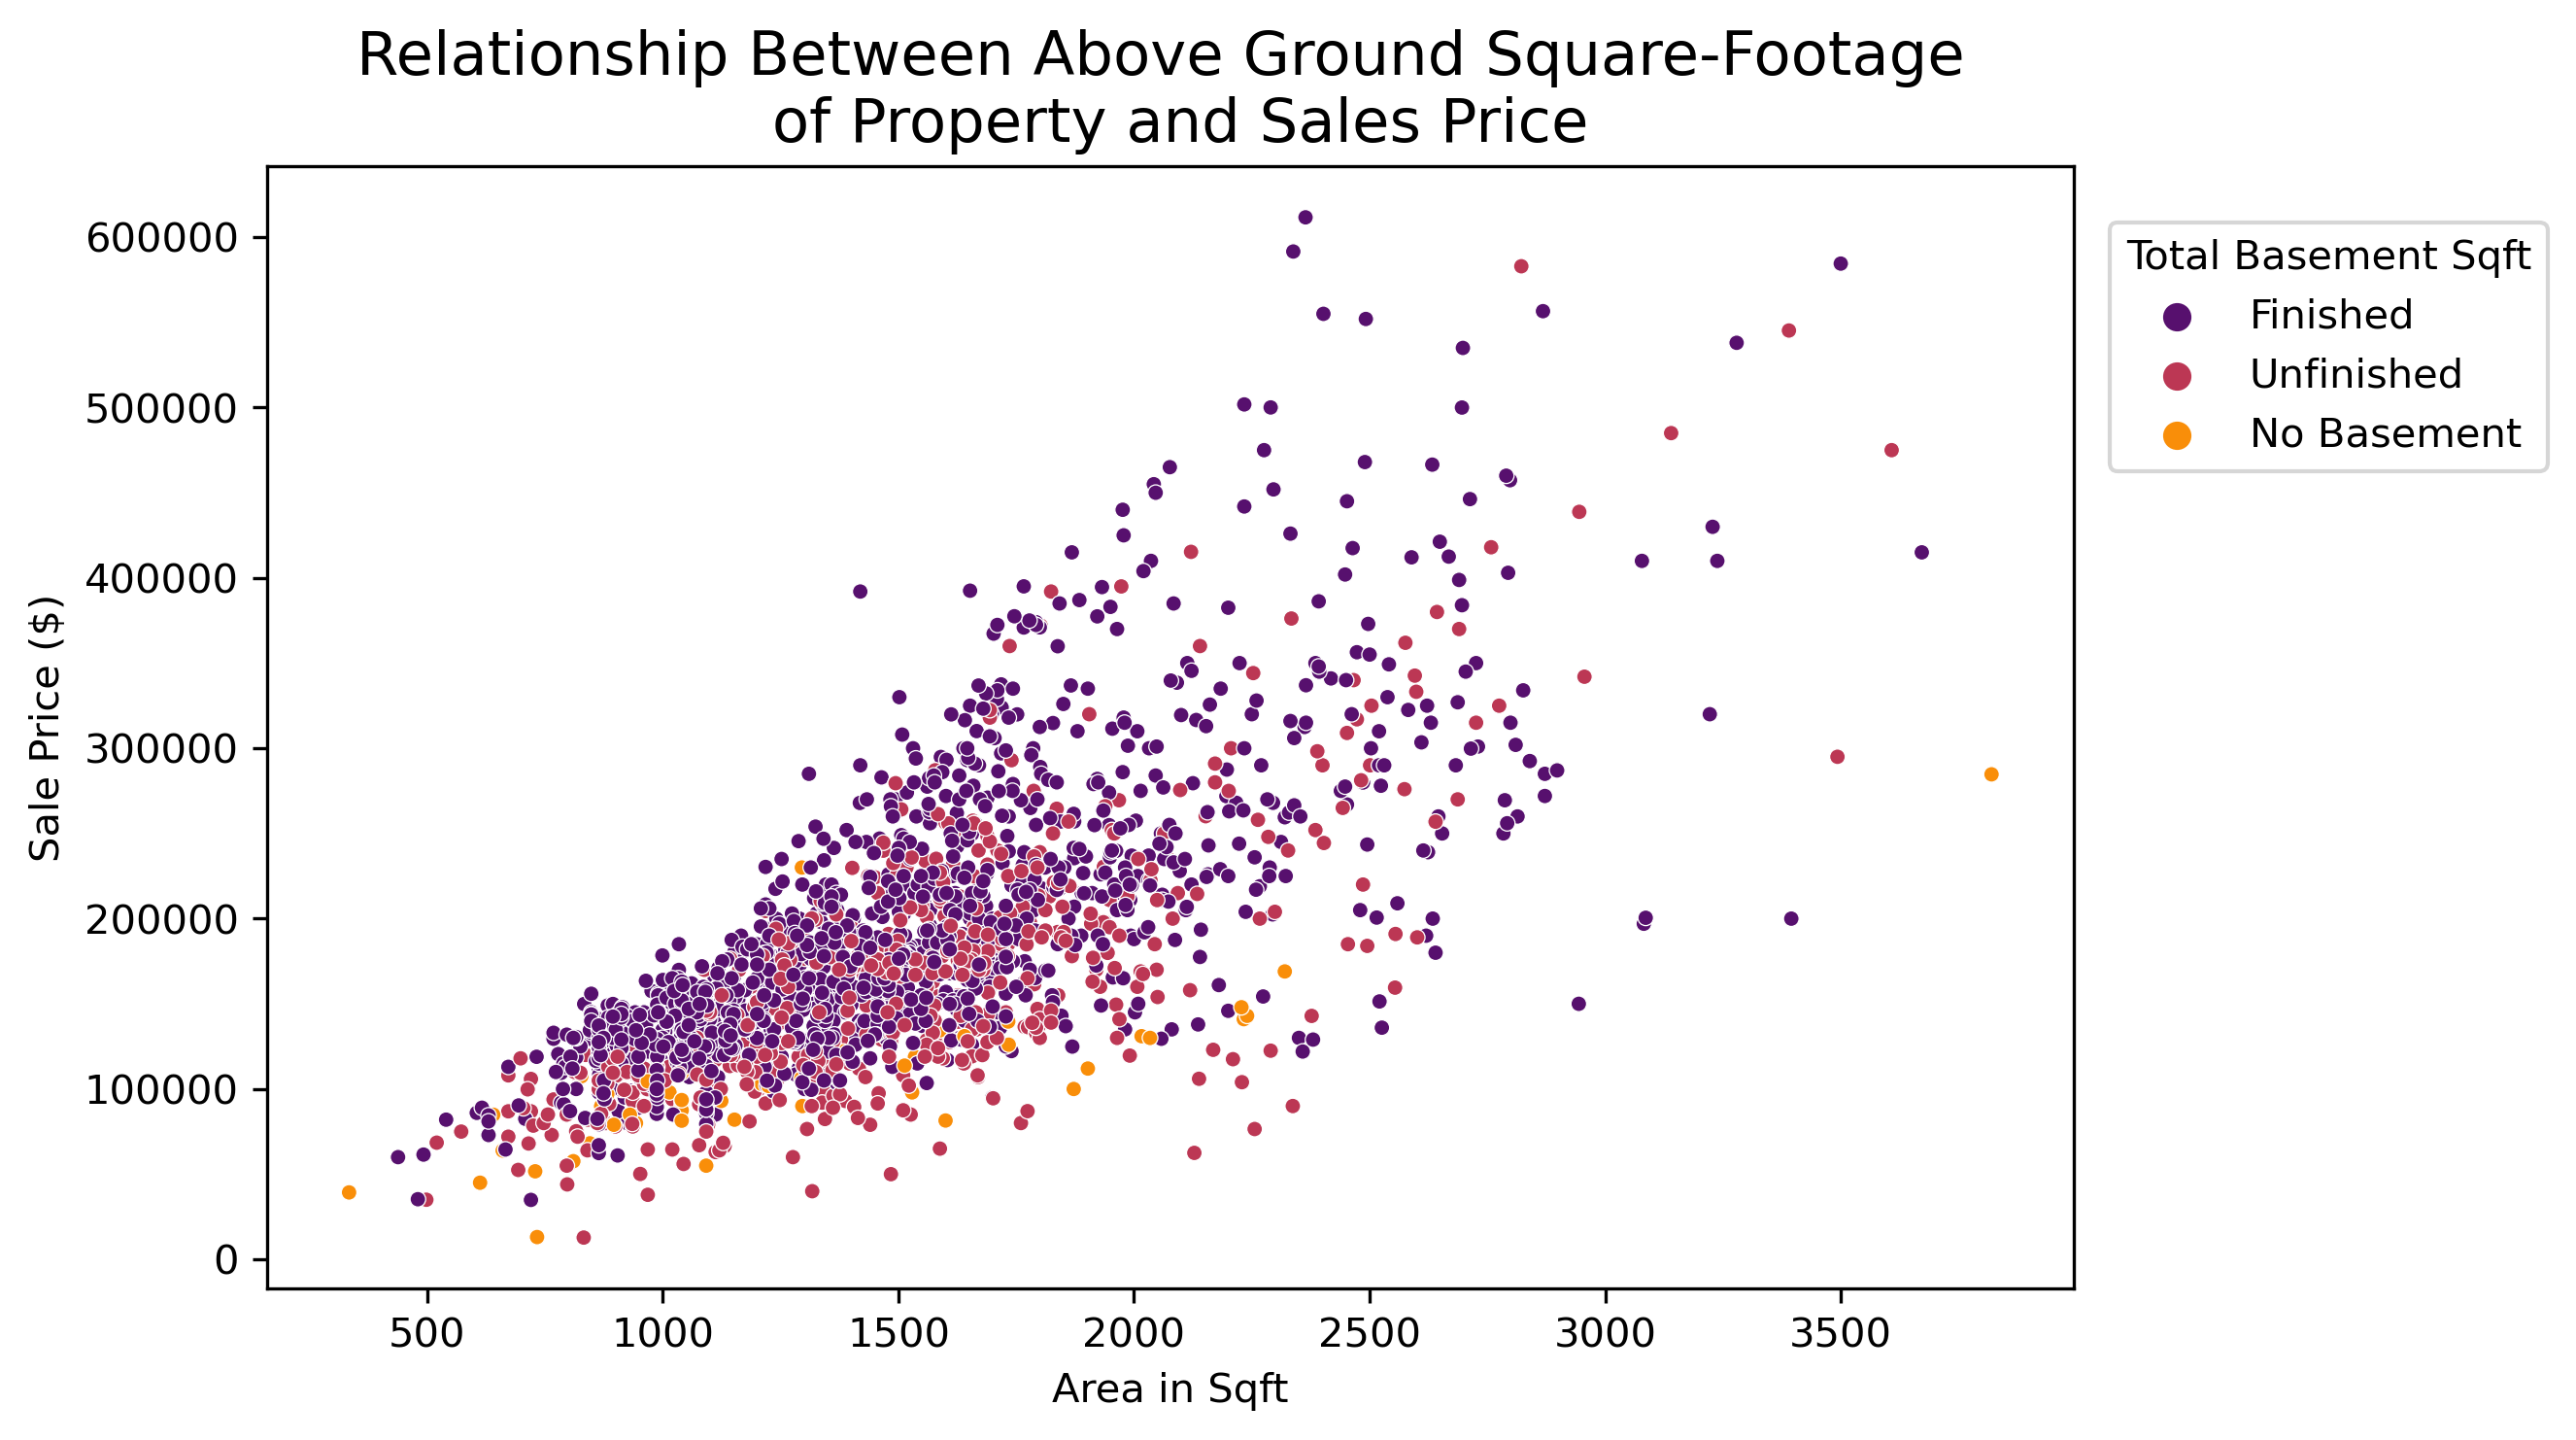 Relationship Between Above Ground Square-Footage
of Property and Sales Price
Sale Price ($)
600000
500000
400000
300000
200000
100000
0
500 1000 1500 2000 2500 3000 3500
Area in Sqft
Total Basement Sqft
Finished
Unfinished
No Basement